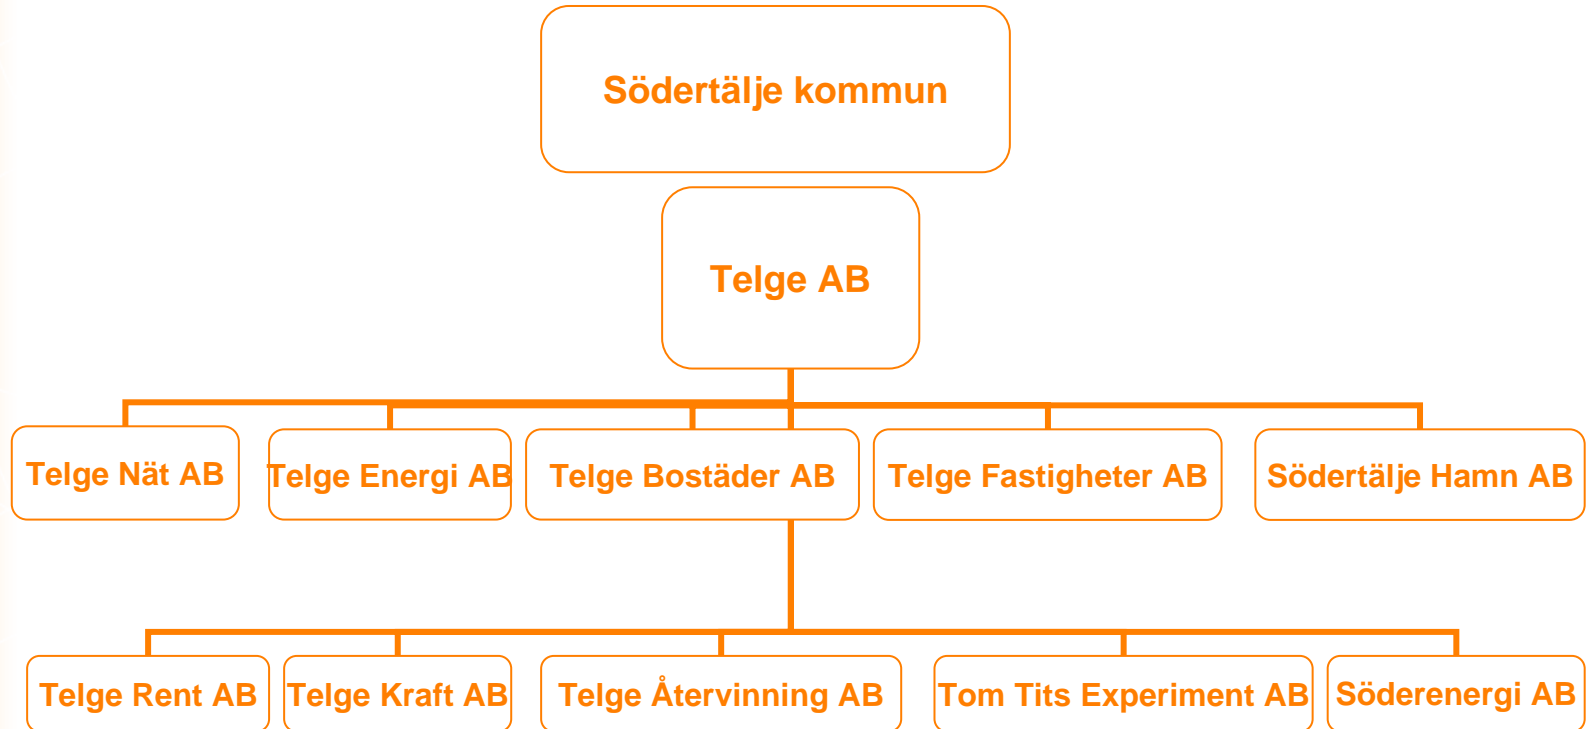 Södertälje kommun
Telge AB
Telge Nät AB
Telge Energi AB
Telge Bostäder AB
Telge Fastigheter AB
Södertälje Hamn AB
Telge Rent AB
Telge Kraft AB
Telge Återvinning AB
Tom Tits Experiment AB
Söderenergi AB